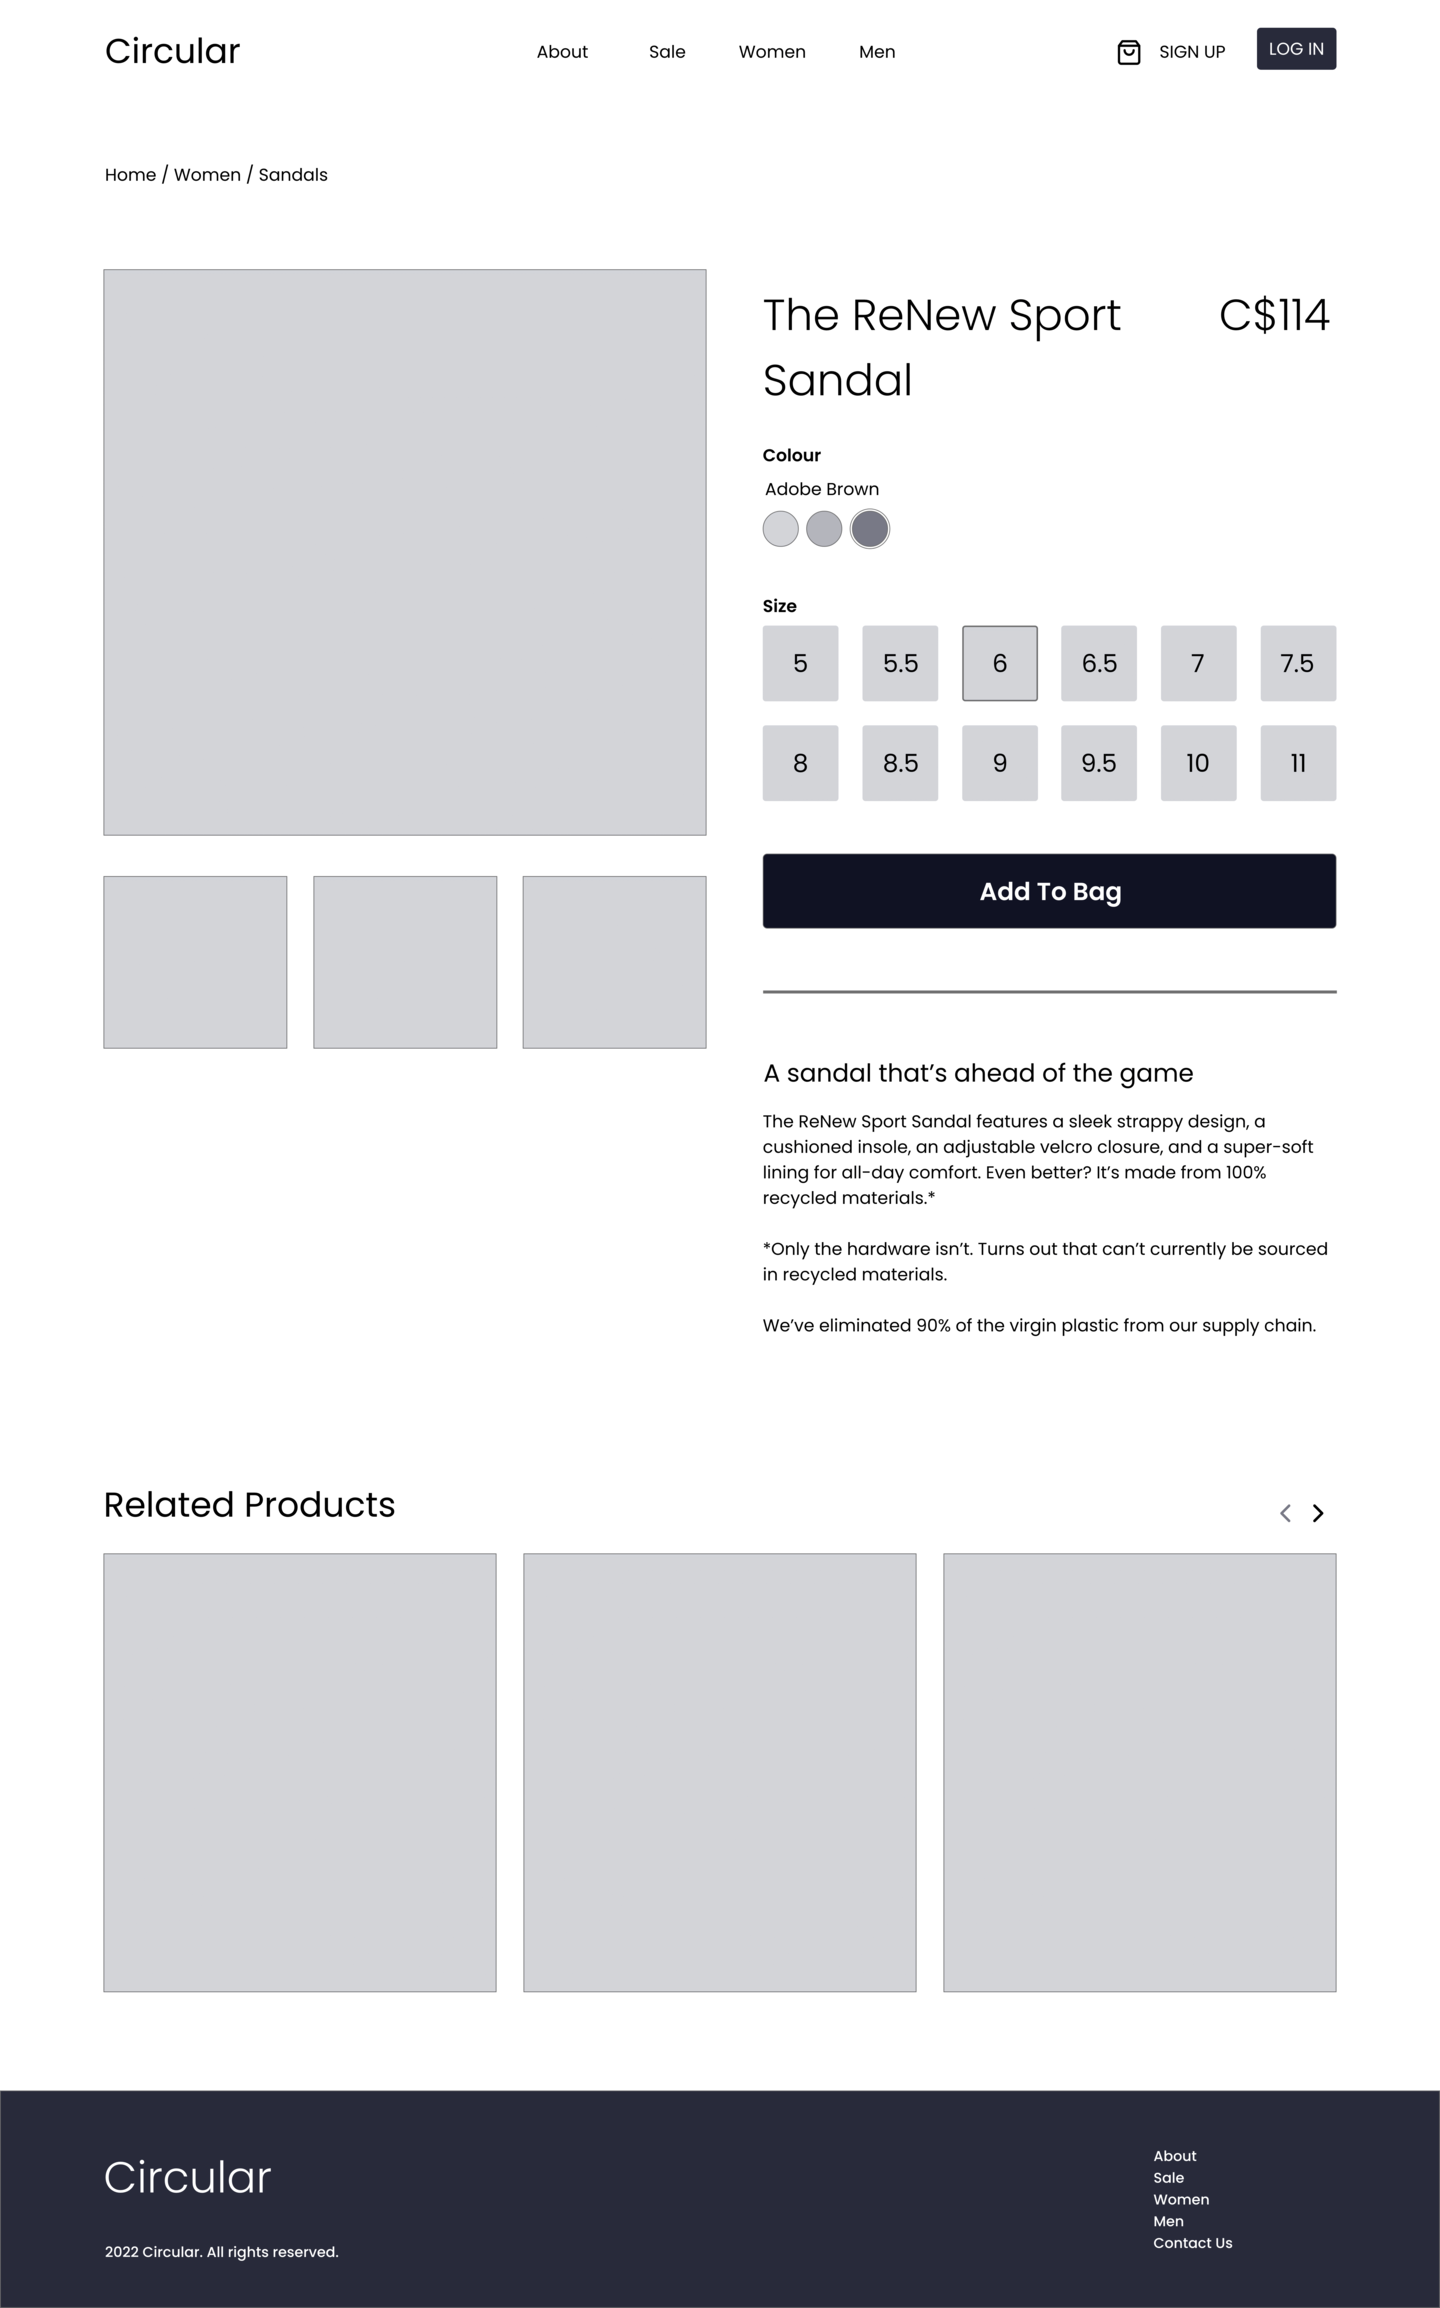 Circular
About Sale Women Men
SIGN UP LOG IN
Home / Women / Sandals
The ReNew Sport
Sandal
C$114
Colour
Adobe Brown
Size
5 5.5 6 6.5 7 7.5
8 8.5 9 9.5 10 11
Add To Bag
A sandal that’s ahead of the game
The ReNew Sport Sandal features a sleek strappy design, a
cushioned insole, an adjustable velcro closure, and a super-soft
lining for all-day comfort. Even better? It’s made from 100%
recycled materials.*
*Only the hardware isn’t. Turns out that can’t currently be sourced
in recycled materials.
We’ve eliminated 90% of the virgin plastic from our supply chain.
Related Products
Circular
2022 Circular. All rights reserved.
About
Sale
Women
Men
Contact Us